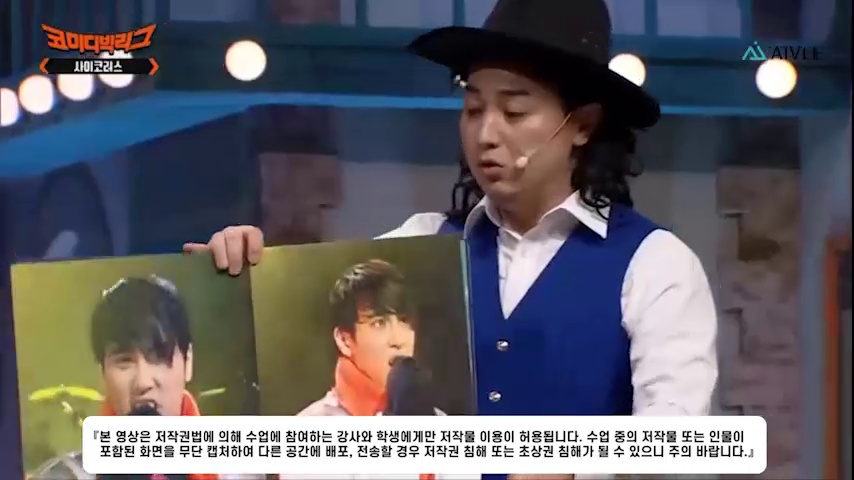 코미디빅리그
사이코러스
『본 영상은 저작권법에 의해 수업에 참여하는 강사와 학생에게만 저작물 이용이 허용됩니다. 수업 중의 저작물 또는 인물이
포함된 화면을 무단 캡처하여 다른 공간에 배포, 전송할 경우 저작권 침해 또는 초상권 침해가 될 수 있으니 주의 바랍니다.』